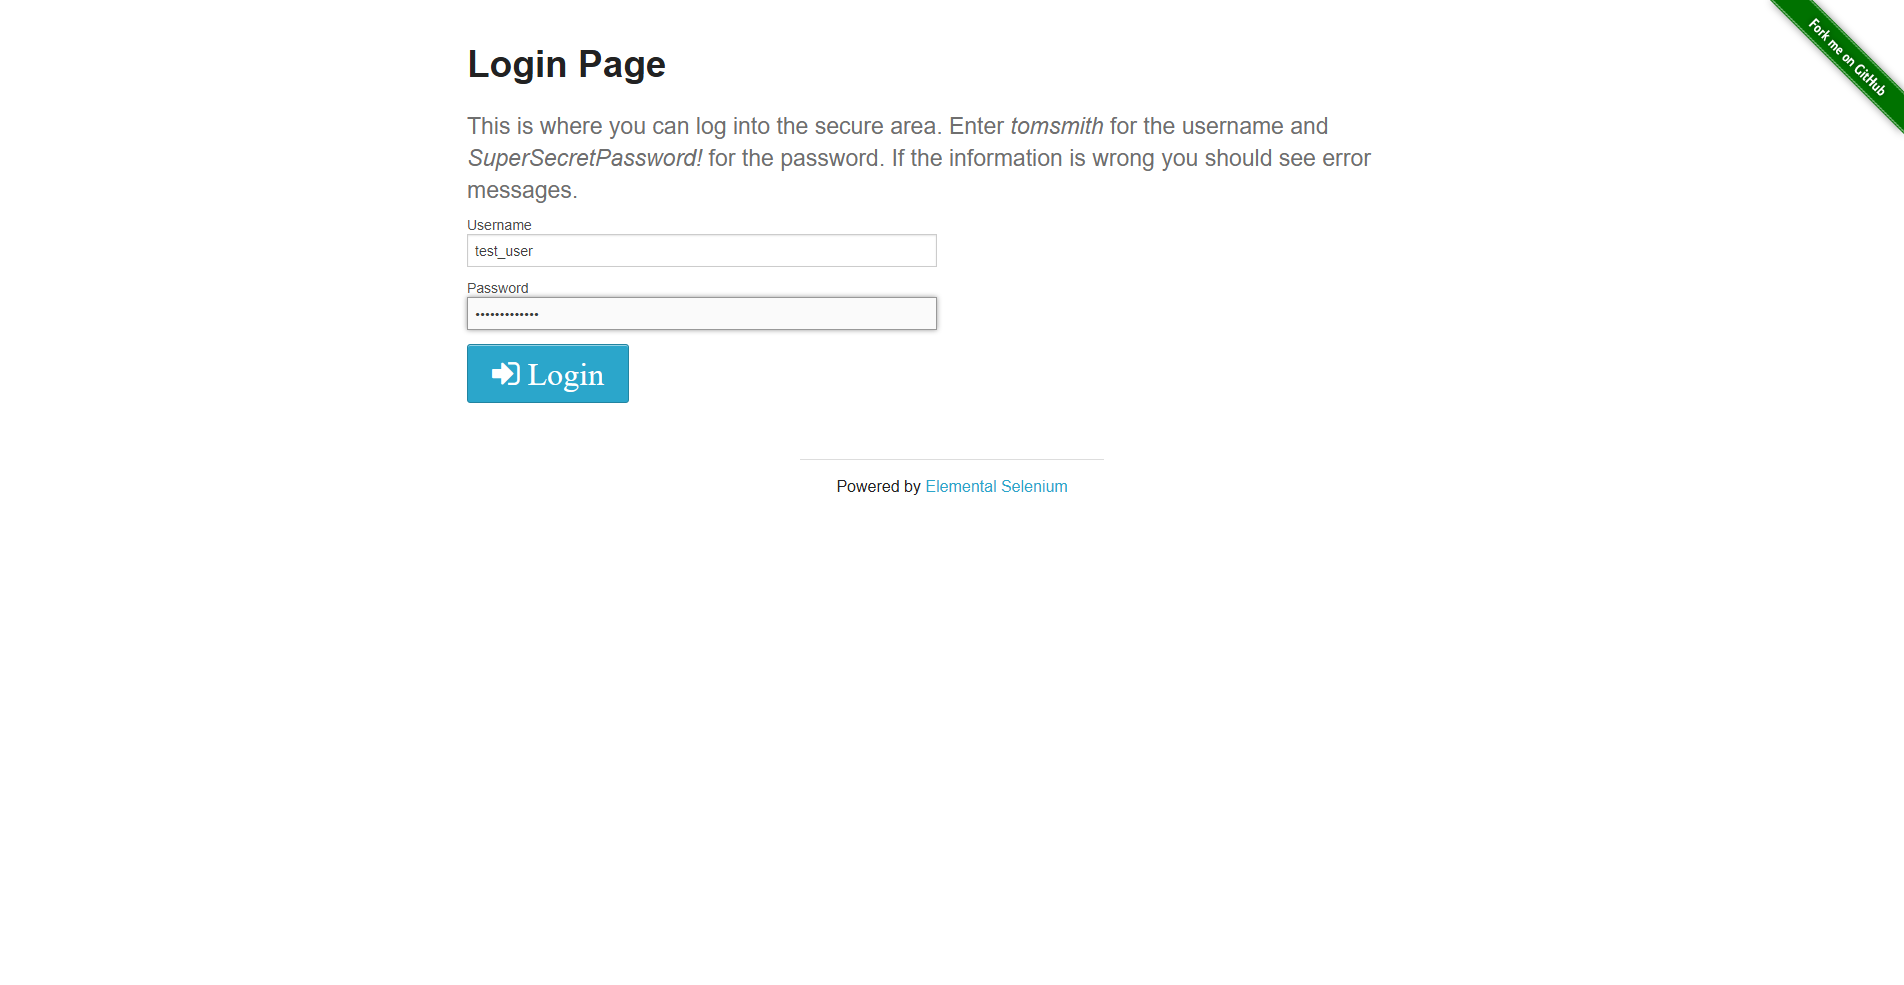 Fork me on GitHub
Login Page
This is where you can log into the secure area. Enter tomsmith for the username and
SuperSecretPassword! for the password. If the information is wrong you should see error
messages.
Username
test_user
Password
•••••••••••••
Login
Powered by Elemental Selenium